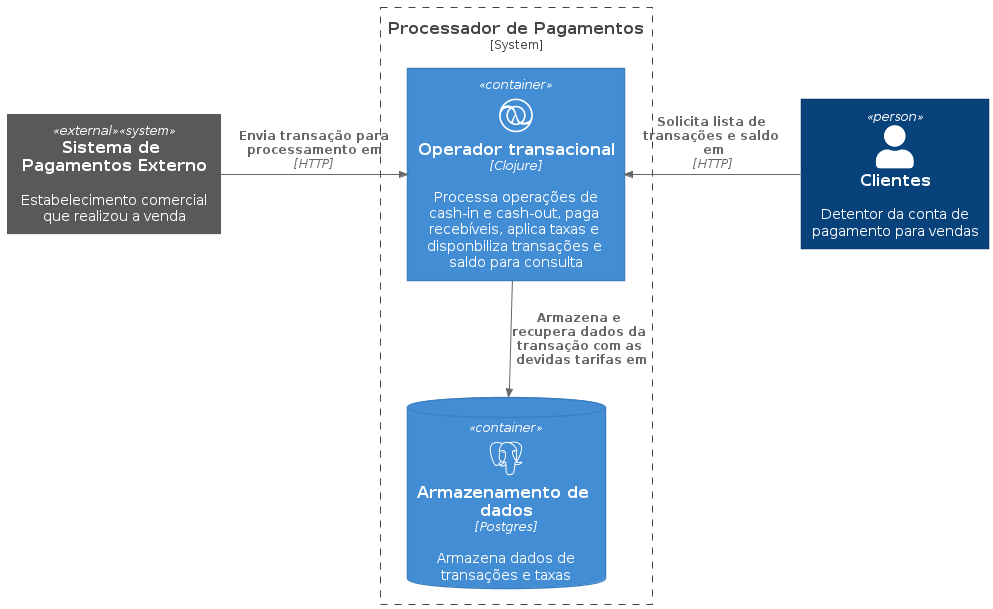 Processador de Pagamentos
[System]
«external»«system»
Sistema de
Pagamentos Externo
Estabelecimento comercial
que realizou a venda
Envia transação para
processamento em
[HTTP]
«container»
Operador transacional
[Clojure]
Processa operações de
cash-in e cash-out, paga
recebíveis, aplica taxas e
disponbiliza transações e
saldo para consulta
Solicita lista de
transações e saldo
em
[HTTP]
«person»
Clientes
Detentor da conta de
pagamento para vendas
Armazena e
recupera dados da
transação com as
devidas tarifas em
«container»
Armazenamento de
dados
[Postgres]
Armazena dados de
transações e taxas